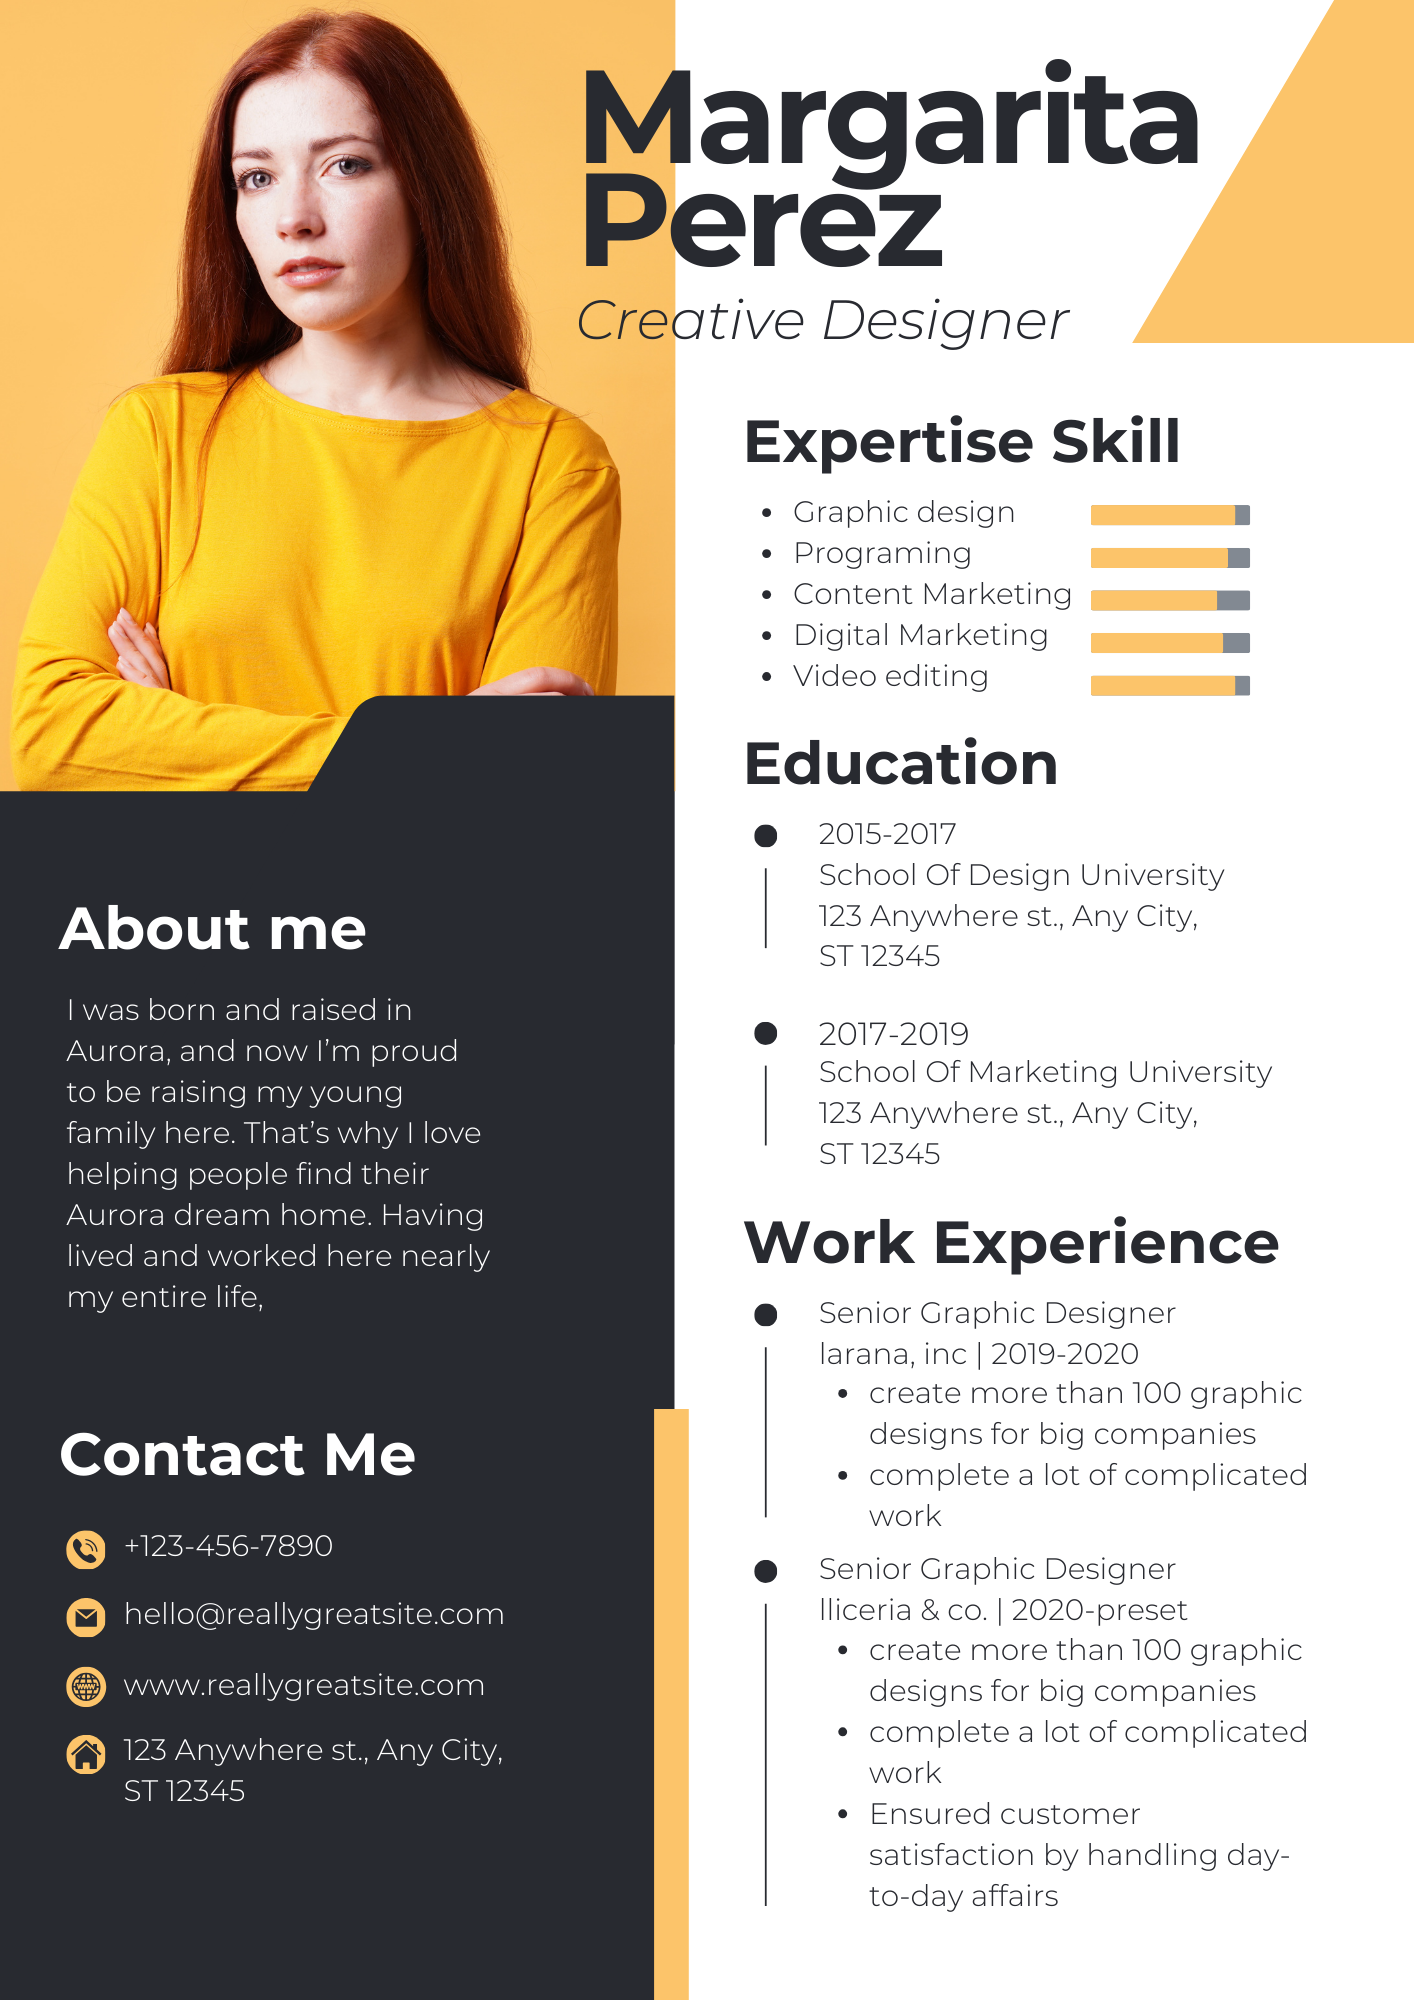 Margarita
Perez
Creative Designer
Expertise Skill
• Graphic design
• Programing
• Content Marketing
• Digital Marketing
• Video editing
Education
2015-2017
School Of Design University
123 Anywhere st., Any City,
ST 12345
2017-2019
School Of Marketing University
123 Anywhere st., Any City,
ST 12345
Work Experience
Senior Graphic Designer
larana, inc | 2019-2020
• create more than 100 graphic
designs for big companies
• complete a lot of complicated
work
Senior Graphic Designer
lliceria & co. | 2020-preset
• create more than 100 graphic
designs for big companies
• complete a lot of complicated
work
• Ensured customer
satisfaction by handling day-
to-day affairs
About me
I was born and raised in
Aurora, and now I’m proud
to be raising my young
family here. That’s why I love
helping people find their
Aurora dream home. Having
lived and worked here nearly
my entire life,
Contact Me
+123-456-7890
hello@reallygreatsite.com
www.reallygreatsite.com
123 Anywhere st., Any City,
ST 12345